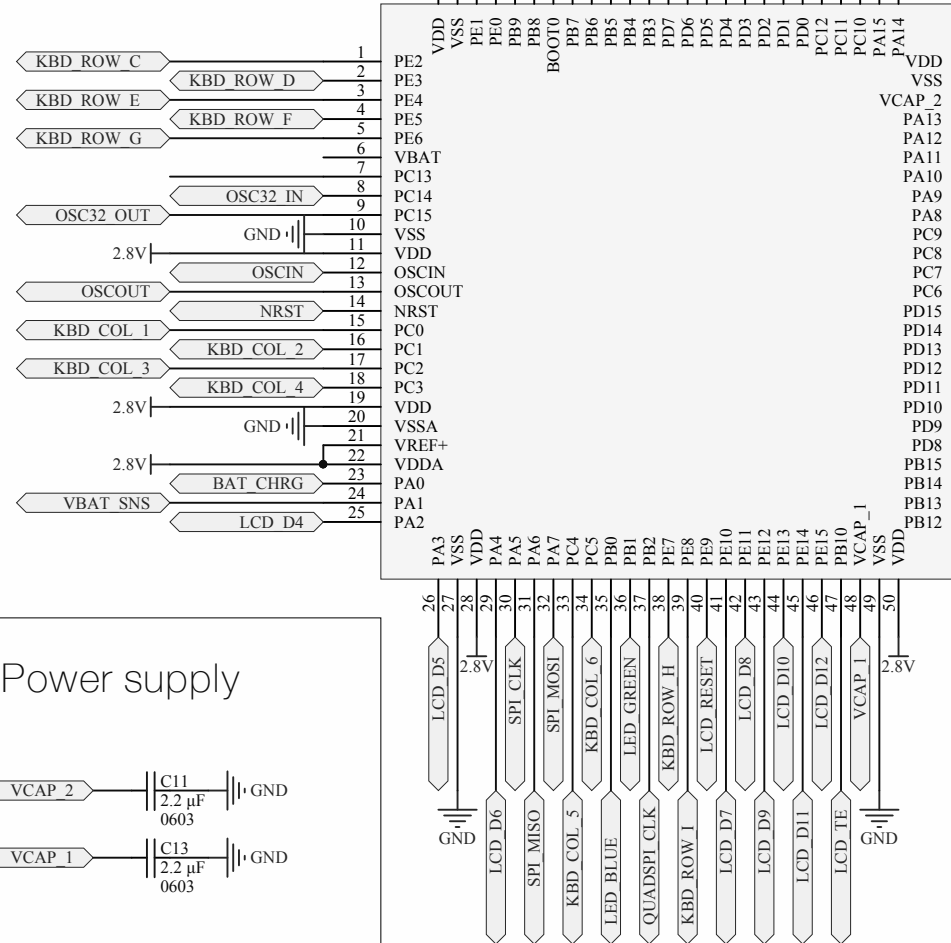 VDD VSS PE1 PE0 PB9 PB8 BOOT0 PB7 PB6 PB5 PB4 PB3 PD7 PD6 PD5 PD4 PD3 PD2 PD1 PD0 PC12 PC11 PC10 PA15 PA14
KBD_ROW_C 1 PE2
KBD_ROW_D 2 PE3
KBD_ROW_E 3 PE4
KBD_ROW_F 4 PE5
KBD_ROW_G 5 PE6
6 VBAT
7 PC13
OSC32_IN 8 PC14
OSC32_OUT 9 PC15
GND 10 VSS
2.8V 11 VDD
OSCIN 12 OSCIN
OSCOUT 13 OSCOUT
NRST 14 NRST
KBD_COL_1 15 PC0
KBD_COL_2 16 PC1
KBD_COL_3 17 PC2
KBD_COL_4 18 PC3
2.8V 19 VDD
GND 20 VSSA
21 VREF+
2.8V 22 VDDA
BAT_CHRG 23 PA0
VBAT_SNS 24 PA1
LCD_D4 25 PA2
VDD
VSS
VCAP_2
PA13
PA12
PA11
PA10
PA9
PA8
PC9
PC8
PC7
PC6
PD15
PD14
PD13
PD12
PD11
PD10
PD9
PD8
PB15
PB14
PB13
PB12
PA3 VSS VDD PA4 PA5 PA6 PA7 PC4 PC5 PB0 PB1 PB2 PE7 PE8 PE9 PE10 PE11 PE12 PE13 PE14 PE15 PB10 VCAP_1 VSS VDD
26 27 28 29 30 31 32 33 34 35 36 37 38 39 40 41 42 43 44 45 46 47 48 49 50
LCD_D5 2.8V SPI_CLK SPI_MOSI KBD_COL_6 LED_GREEN KBD_ROW_H LCD_RESET LCD_D8 LCD_D10 LCD_D12 VCAP_1 2.8V
GND LCD_D6 SPI_MISO KBD_COL_5 LED_BLUE QUADSPI_CLK KBD_ROW_I LCD_D7 LCD_D9 LCD_D11 LCD_TE GND
Power supply
VCAP_2 C11 GND
2.2 µF
0603
VCAP_1 C13 GND
2.2 µF
0603